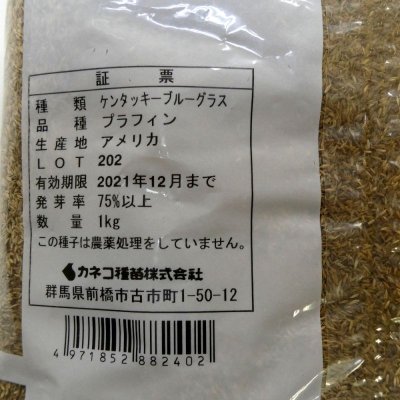 証 票
種 類 ケンタッキーブルーグラス
品 種 プラフィン
生産地 アメリカ
LOT 202
有効期限 2021年12月まで
発芽率 75%以上
数 量 1kg
この種子は農薬処理をしていません。
カネコ種苗株式会社
群馬県前橋市古市町1-50-12
4971852882402